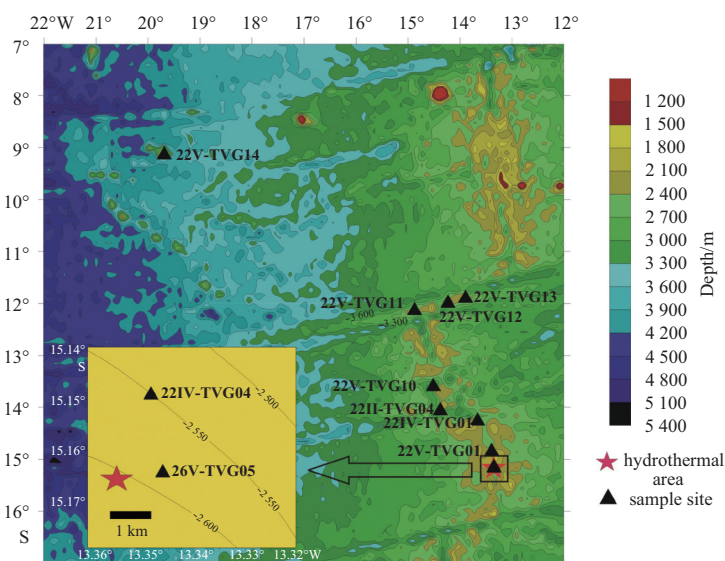 22°W 21° 20° 19° 18° 17° 16° 15° 14° 13° 12°
7°
8°
9°
10°
11°
12°
13°
14°
15°
16°
S
22V-TVG14
22V-TVG13
22V-TVG11
22V-TVG12
-3 600
-3 300
22V-TVG10
22II-TVG04
22IV-TVG01
22V-TVG01
15.14°
S
15.15°
15.16°
15.17°
22IV-TVG04
-2 500
-2 550
26V-TVG05
-2 550
-2 600
1 km
13.36° 13.35° 13.34° 13.33° 13.32°W
1 200
1 500
1 800
2 100
2 400
2 700
3 000
3 300
3 600
3 900
4 200
4 500
4 800
5 100
5 400
Depth/m
hydrothermal
area
sample site